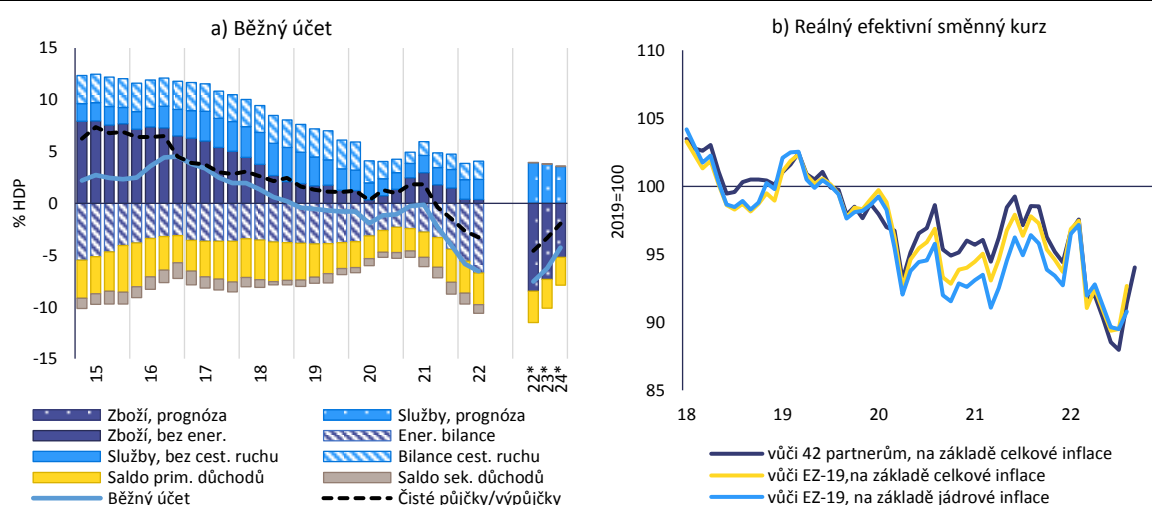 a) Běžný účet
% HDP
15
10
5
0
-5
-10
-15
15
16
17
18
19
20
21
22
22*
23*
24*
Zboží, prognóza
Služby, prognóza
Zboží, bez ener.
Ener. bilance
Služby, bez cest. ruchu
Bilance cest. ruchu
Saldo prim. důchodů
Saldo sek. důchodů
Běžný účet
Čisté půjčky/výpůjčky
b) Reálný efektivní směnný kurz
2019=100
110
105
100
95
90
85
18
19
20
21
22
vůči 42 partnerům, na základě celkové inflace
vůči EZ-19,na základě celkové inflace
vůči EZ-19, na základě jádrové inflace